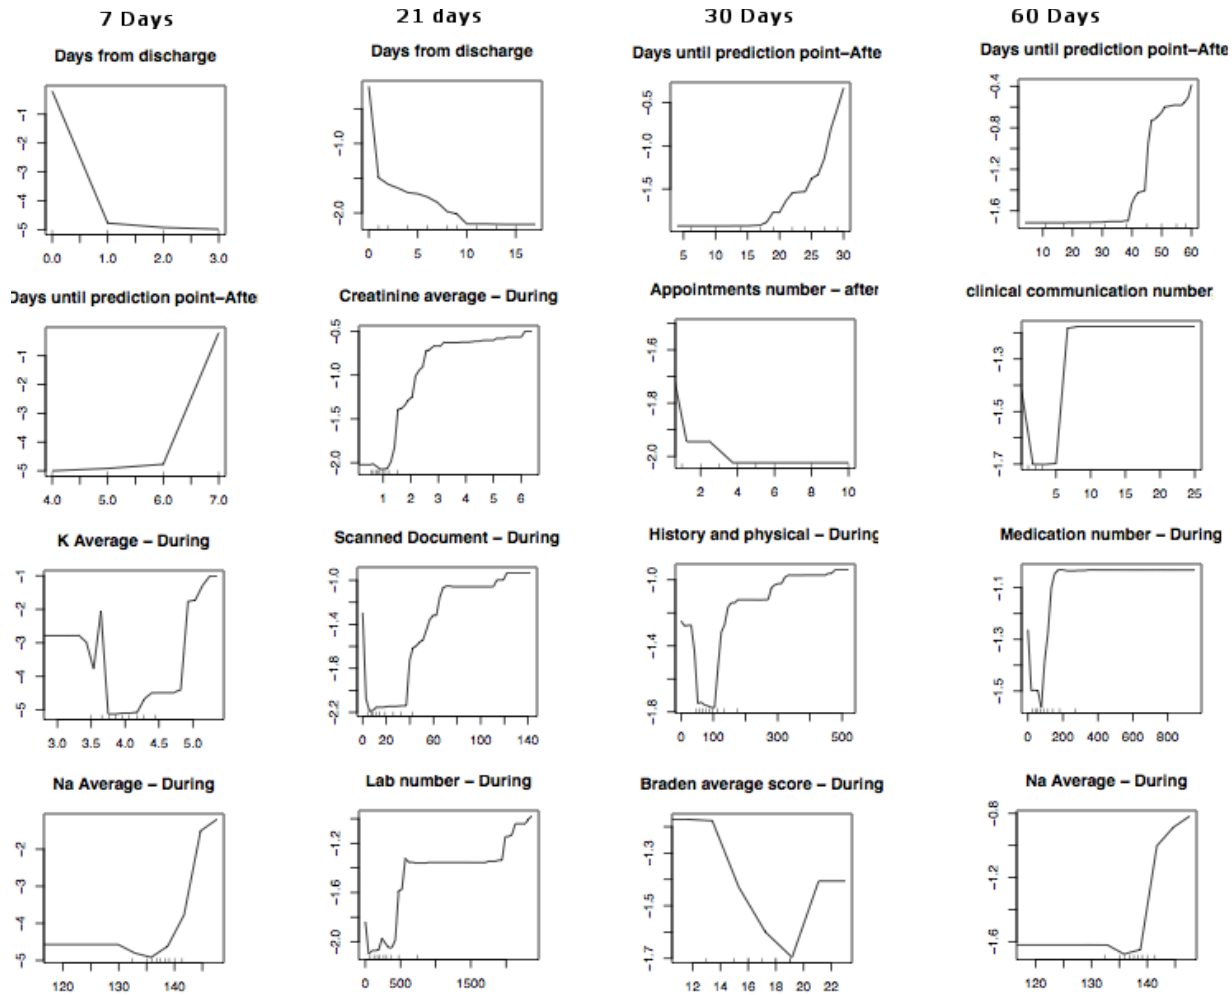 7 Days 21 days 30 Days 60 Days
Days from discharge Days from discharge Days until prediction point–After Days until prediction point–Afte
-1 -2 -3 -4 -5
0.0 1.0 2.0 3.0
-1.0 -2.0
0 5 10 15
-0.5 -1.0 -1.5
5 10 15 20 25 30
-0.4 -0.8 -1.2 -1.6
10 20 30 40 50 60
Days until prediction point–After Creatinine average – During Appointments number – after clinical communication number
-1 -2 -3 -4 -5
4.0 5.0 6.0 7.0
-0.5 -1.0 -1.5 -2.0
1 2 3 4 5 6
-1.6 -1.8 -2.0
2 4 6 8 10
-1.3 -1.5 -1.7
5 10 15 20 25
K Average – During Scanned Document – During History and physical – During Medication number – During
-1 -2 -3 -4 -5
3.0 3.5 4.0 4.5 5.0
-1.0 -1.4 -1.8 -2.2
0 20 60 100 140
-1.0 -1.4 -1.8
0 100 300 500
-1.1 -1.3 -1.5
0 200 400 600 800
Na Average – During Lab number – During Braden average score – During Na Average – During
-2 -3 -4 -5
120 130 140
-1.2 -1.6 -2.0
0 500 1500
-1.3 -1.5 -1.7
12 14 16 18 20 22
-0.8 -1.2 -1.6
120 130 140